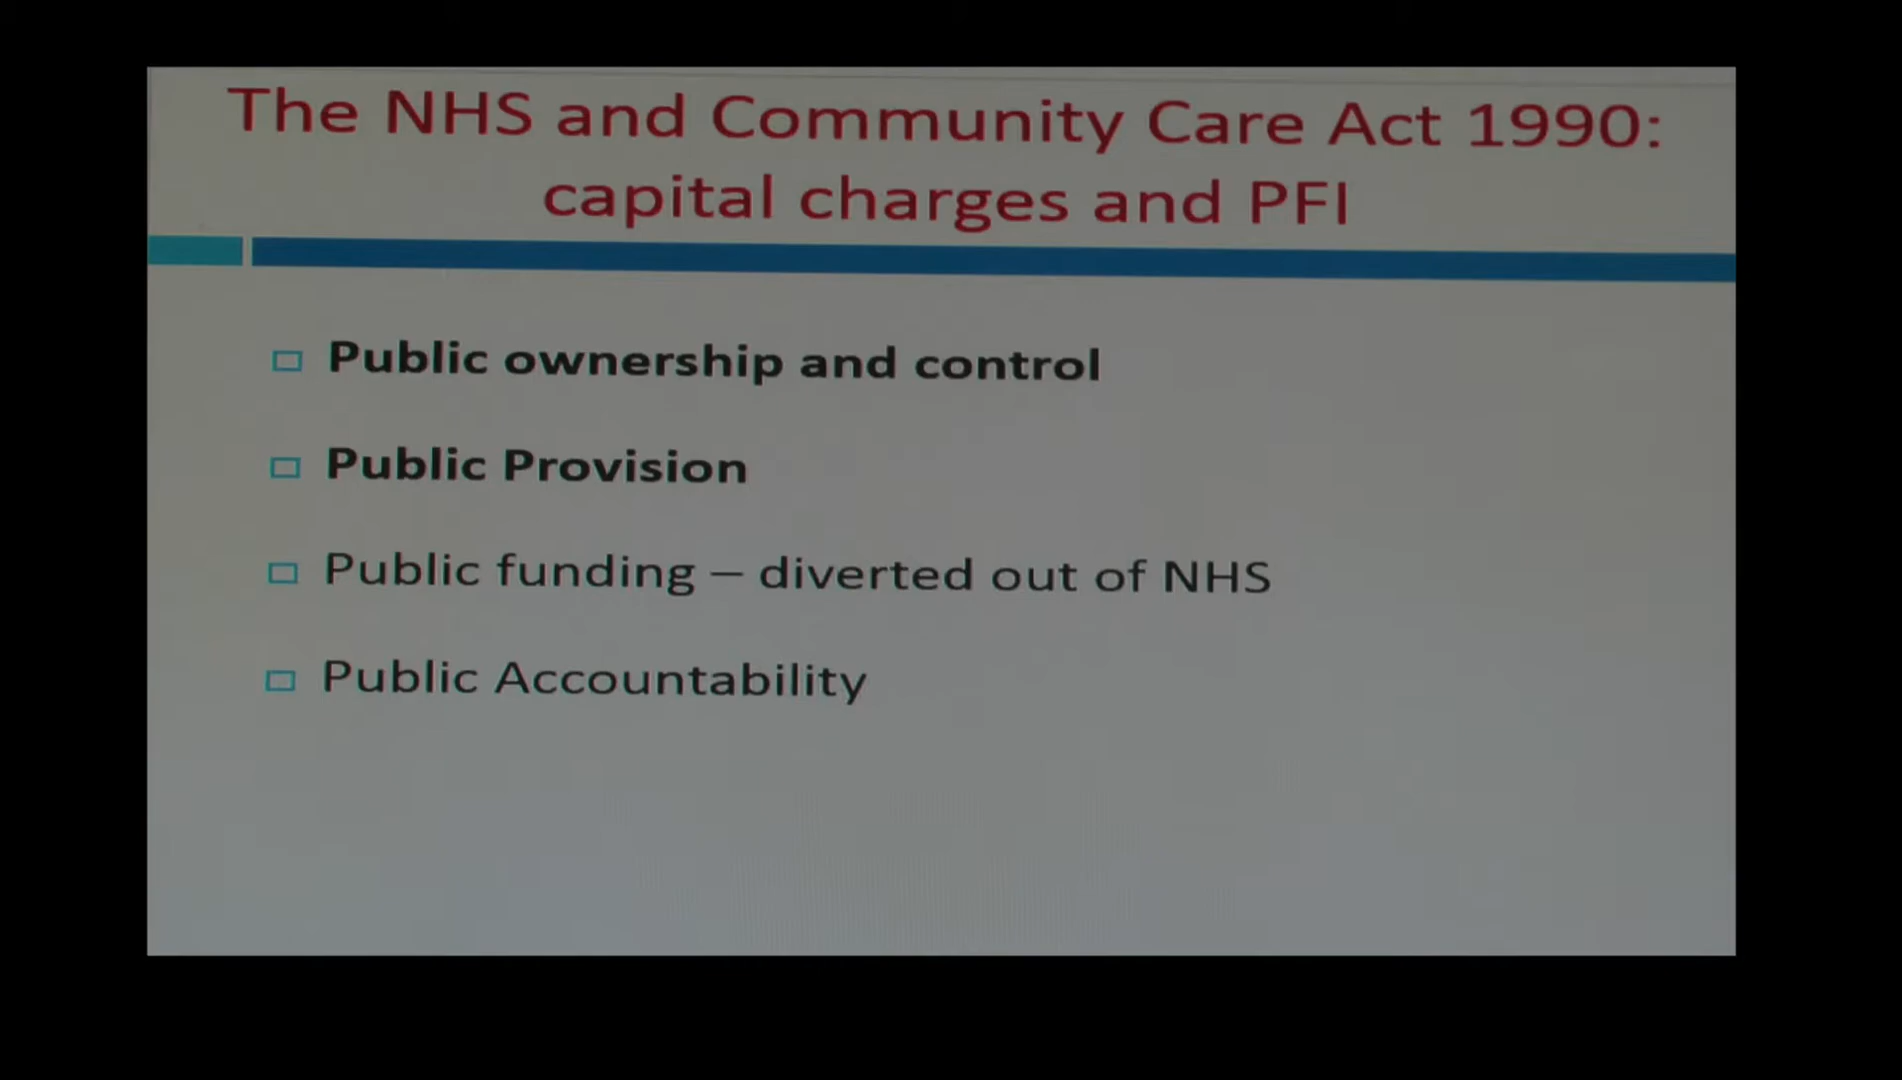 The NHS and Community Care Act 1990:
capital charges and PFI
Public ownership and control
Public Provision
Public funding – diverted out of NHS
Public Accountability